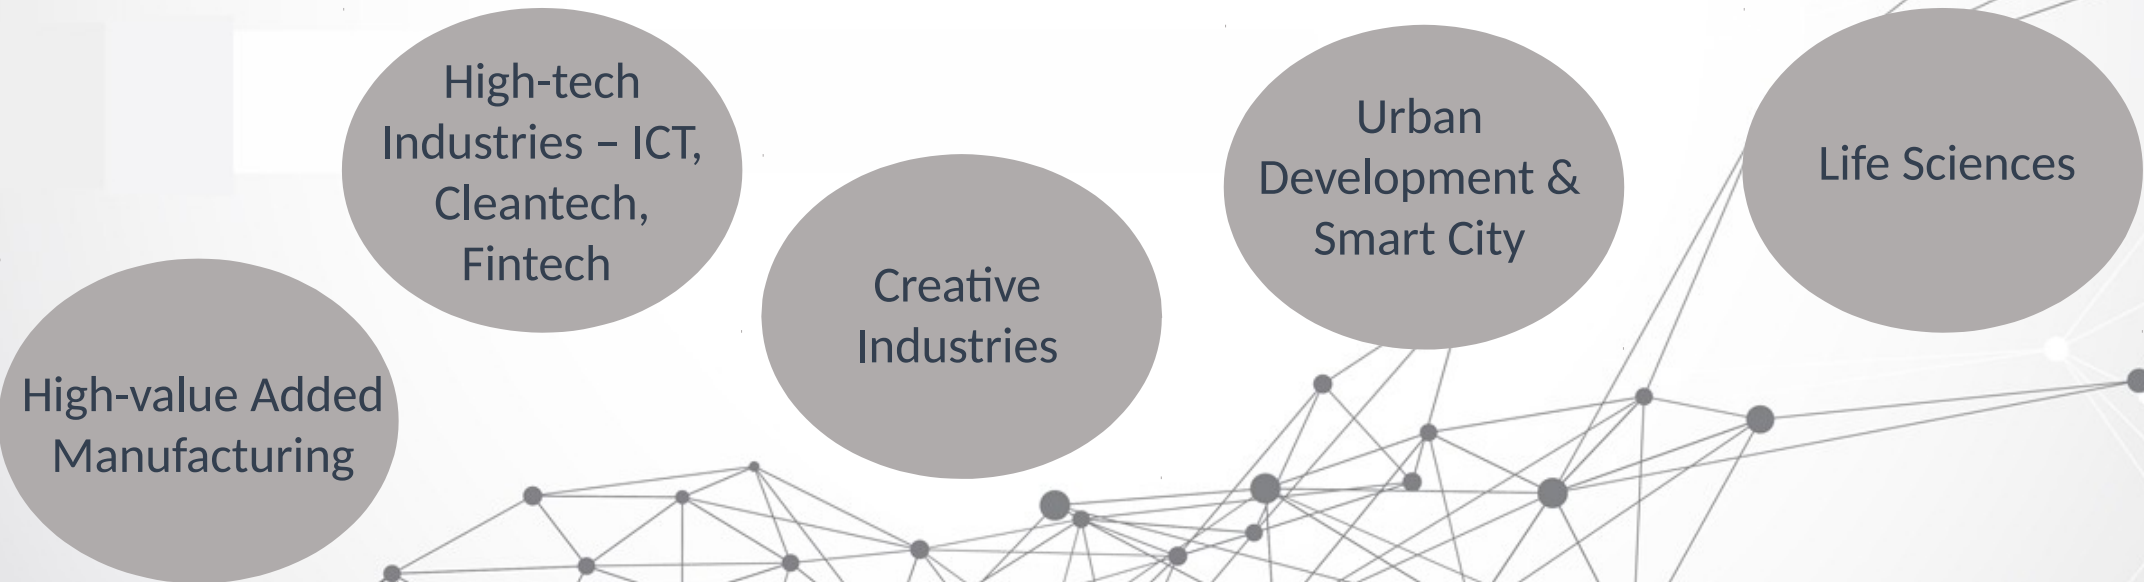 High-tech
Industries – ICT,
Cleantech,
Fintech
Urban
Development &
Smart City
Life Sciences
Creative
Industries
High-value Added
Manufacturing